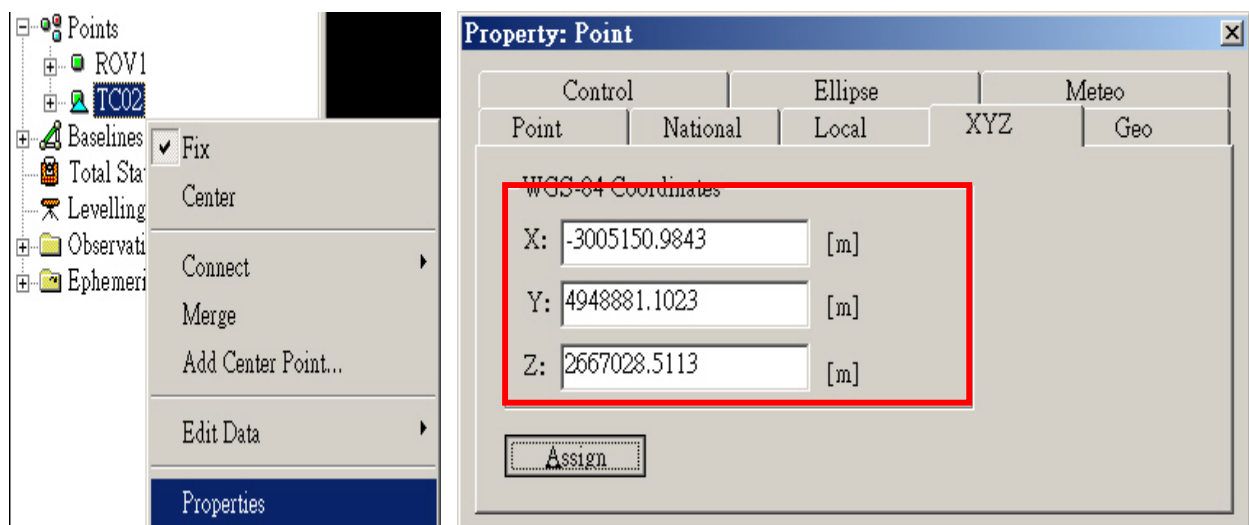 Points
ROV1
TC02
Baselines
Total Sta
Levelling
Observati
Ephemeri
Fix
Center
Connect
Merge
Add Center Point...
Edit Data
Properties
Property: Point
Control Ellipse Meteo
Point National Local XYZ Geo
WGS-84 Coordinates
X: -3005150.9843 [m]
Y: 4948881.1023 [m]
Z: 2667028.5113 [m]
Assign